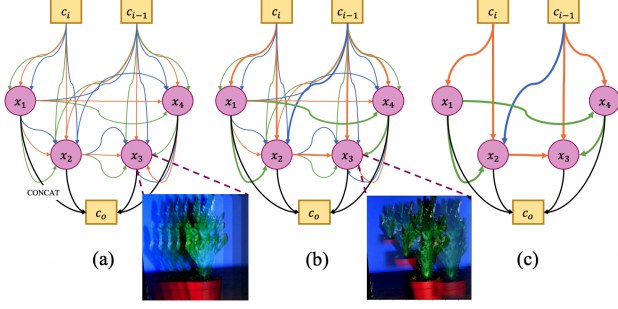 c_i c_{i-1} c_i c_{i-1} c_i c_{i-1}
x_1 x_4 x_1 x_4 x_1 x_4
x_2 x_3 x_2 x_3 x_2 x_3
CONCAT
c_o c_o c_o
(a) (b) (c)